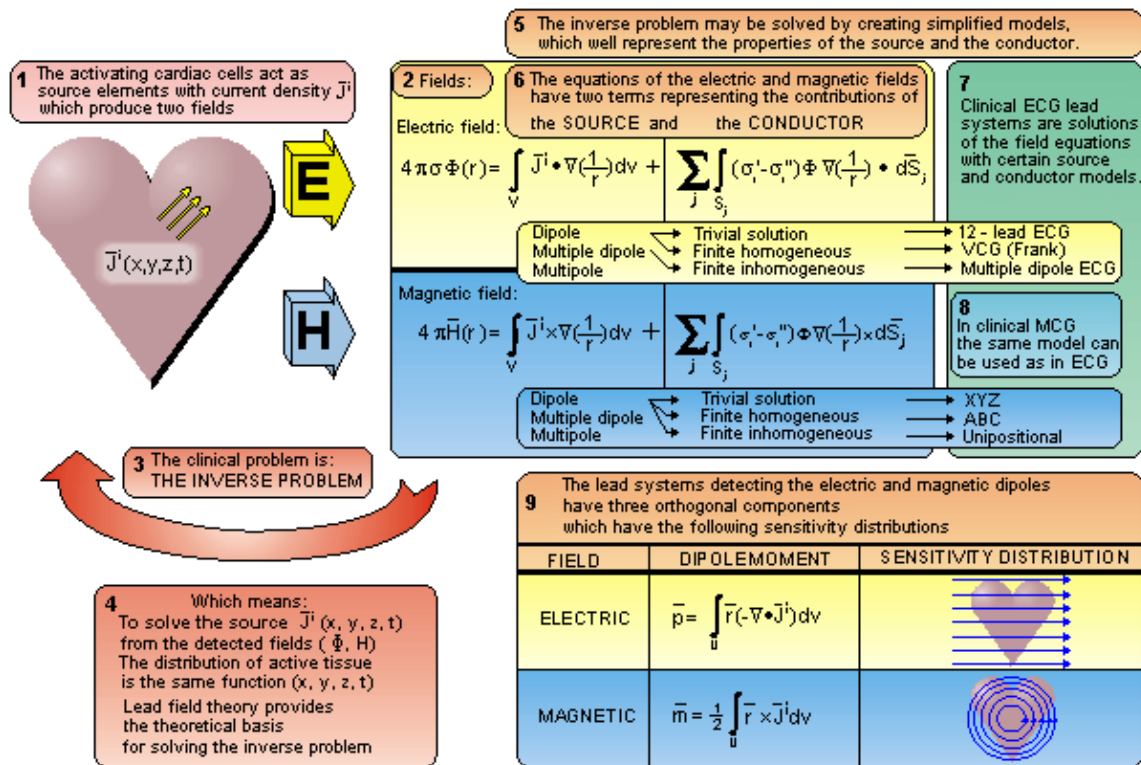 5 The inverse problem may be solved by creating simplified models,
which well represent the properties of the source and the conductor.
1 The activating cardiac cells act as
source elements with current density J̄ⁱ
which produce two fields
J̄ⁱ(x,y,z,t)
E
H
2 Fields:
6 The equations of the electric and magnetic fields
have two terms representing the contributions of
the SOURCE and the CONDUCTOR
Electric field:
4πσΦ(r) = ∫V J̄ⁱ • ∇(1/r)dv + ∑j ∫Sj (σ'-σ'')Φ ∇(1/r) • dS̄j
Dipole Trivial solution 12 - lead ECG
Multiple dipole Finite homogeneous VCG (Frank)
Multipole Finite inhomogeneous Multiple dipole ECG
Magnetic field:
4πH̄(r) = ∫V J̄ⁱ × ∇(1/r)dv + ∑j ∫Sj (σ'-σ'')Φ ∇(1/r) × dS̄j
Dipole Trivial solution XYZ
Multiple dipole Finite homogeneous ABC
Multipole Finite inhomogeneous Unipositional
7
Clinical ECG lead
systems are solutions
of the field equations
with certain source
and conductor models.
8
In clinical MCG
the same model can
be used as in ECG
3 The clinical problem is:
THE INVERSE PROBLEM
4 Which means:
To solve the source J̄ⁱ (x, y, z, t)
from the detected fields ( Φ, H)
The distribution of active tissue
is the same function (x, y, z, t)
Lead field theory provides
the theoretical basis
for solving the inverse problem
9 The lead systems detecting the electric and magnetic dipoles
have three orthogonal components
which have the following sensitivity distributions
FIELD DIPOLEMOMENT SENSITIVITY DISTRIBUTION
ELECTRIC p̄ = ∫ū r̄(-∇•J̄ⁱ)dv
MAGNETIC m̄ = 1/2 ∫ū r̄ × J̄ⁱdv